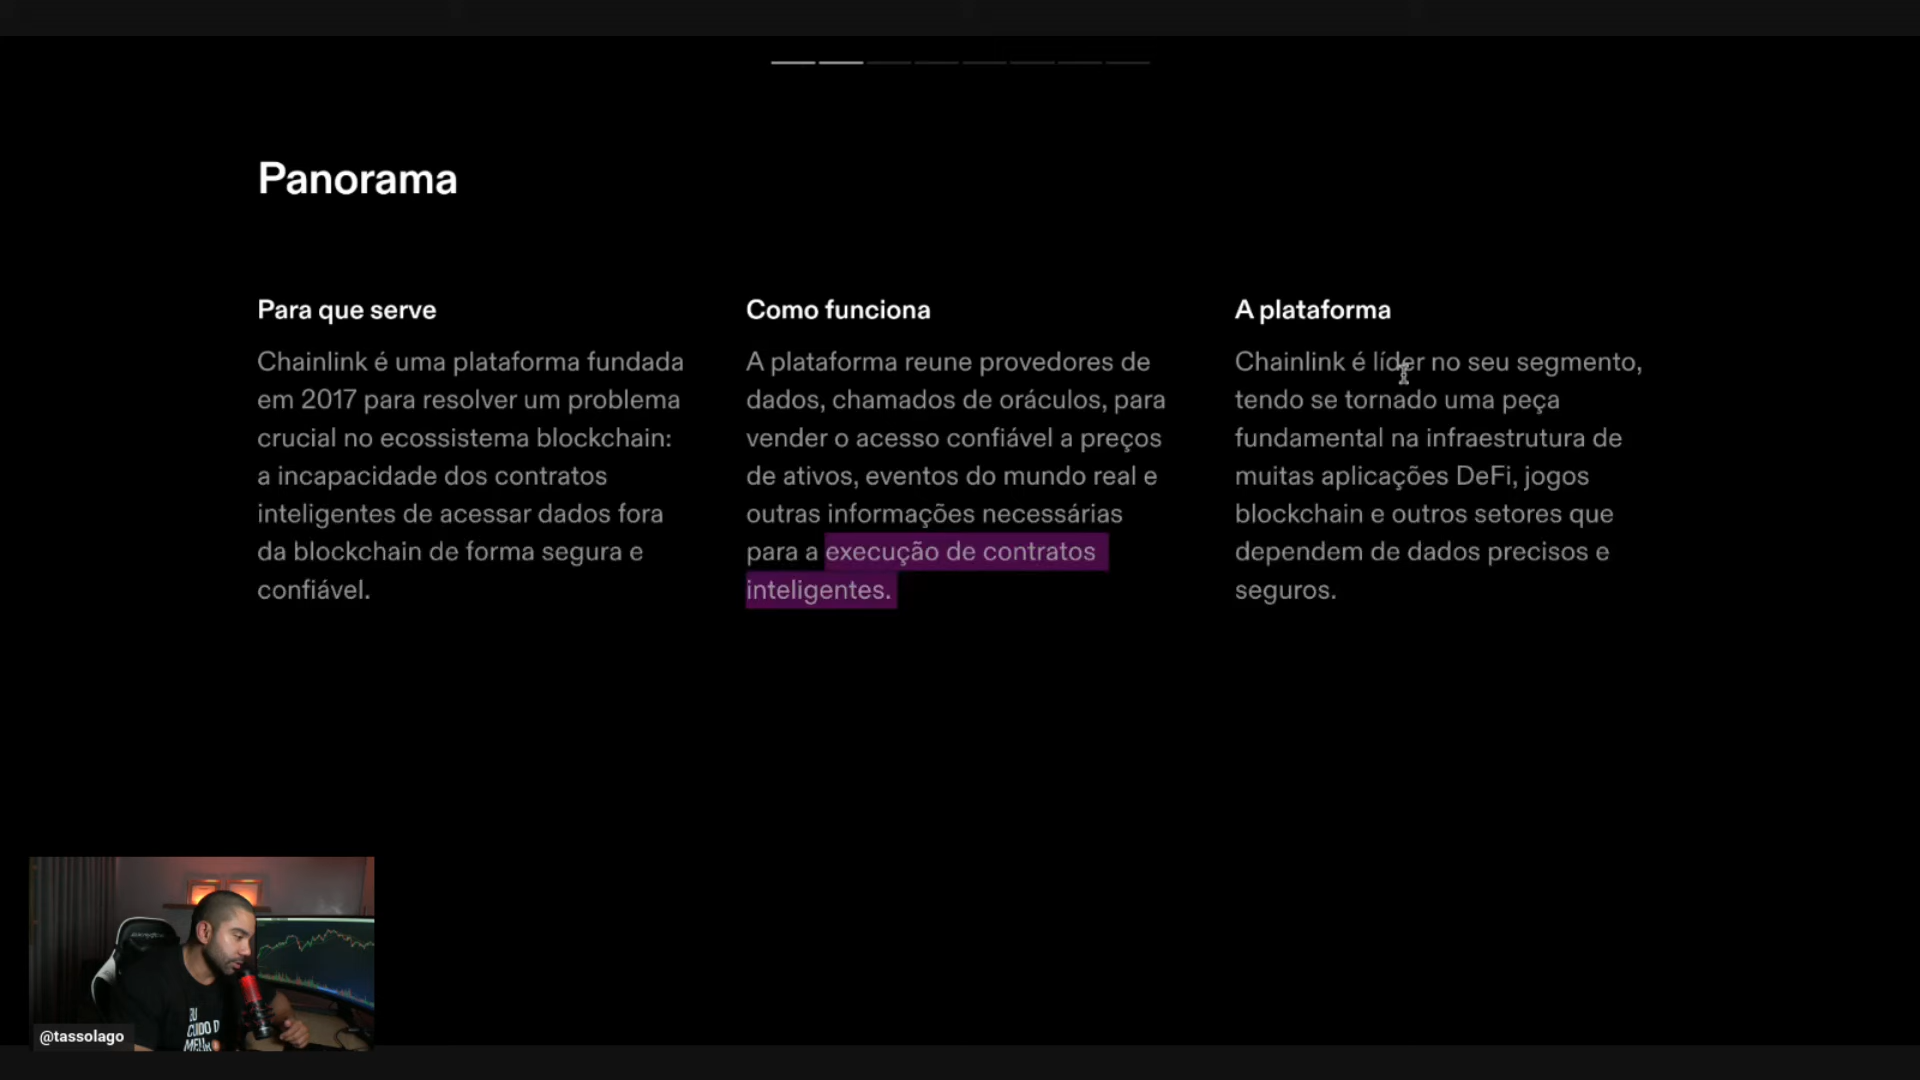 Panorama
Para que serve
Chainlink é uma plataforma fundada
em 2017 para resolver um problema
crucial no ecossistema blockchain:
a incapacidade dos contratos
inteligentes de acessar dados fora
da blockchain de forma segura e
confiável.
Como funciona
A plataforma reune provedores de
dados, chamados de oráculos, para
vender o acesso confiável a preços
de ativos, eventos do mundo real e
outras informações necessárias
para a execução de contratos
inteligentes.
A plataforma
Chainlink é líder no seu segmento,
tendo se tornado uma peça
fundamental na infraestrutura de
muitas aplicações DeFi, jogos
blockchain e outros setores que
dependem de dados precisos e
seguros.
EU
CUIDO D
MEU
@tassolago